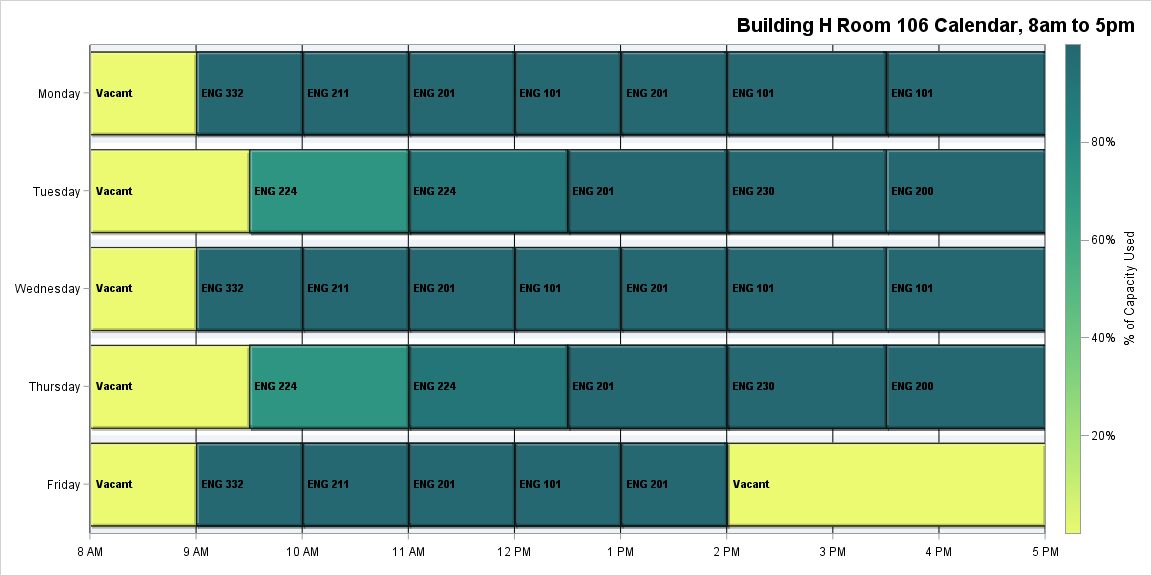 Building H Room 106 Calendar, 8am to 5pm
Monday Vacant ENG 332 ENG 211 ENG 201 ENG 101 ENG 201 ENG 101 ENG 101
80%
Tuesday Vacant ENG 224 ENG 224 ENG 201 ENG 230 ENG 200
60%
% of Capacity Used
Wednesday Vacant ENG 332 ENG 211 ENG 201 ENG 101 ENG 201 ENG 101 ENG 101
40%
Thursday Vacant ENG 224 ENG 224 ENG 201 ENG 230 ENG 200
20%
Friday Vacant ENG 332 ENG 211 ENG 201 ENG 101 ENG 201 Vacant
8 AM 9 AM 10 AM 11 AM 12 PM 1 PM 2 PM 3 PM 4 PM 5 PM